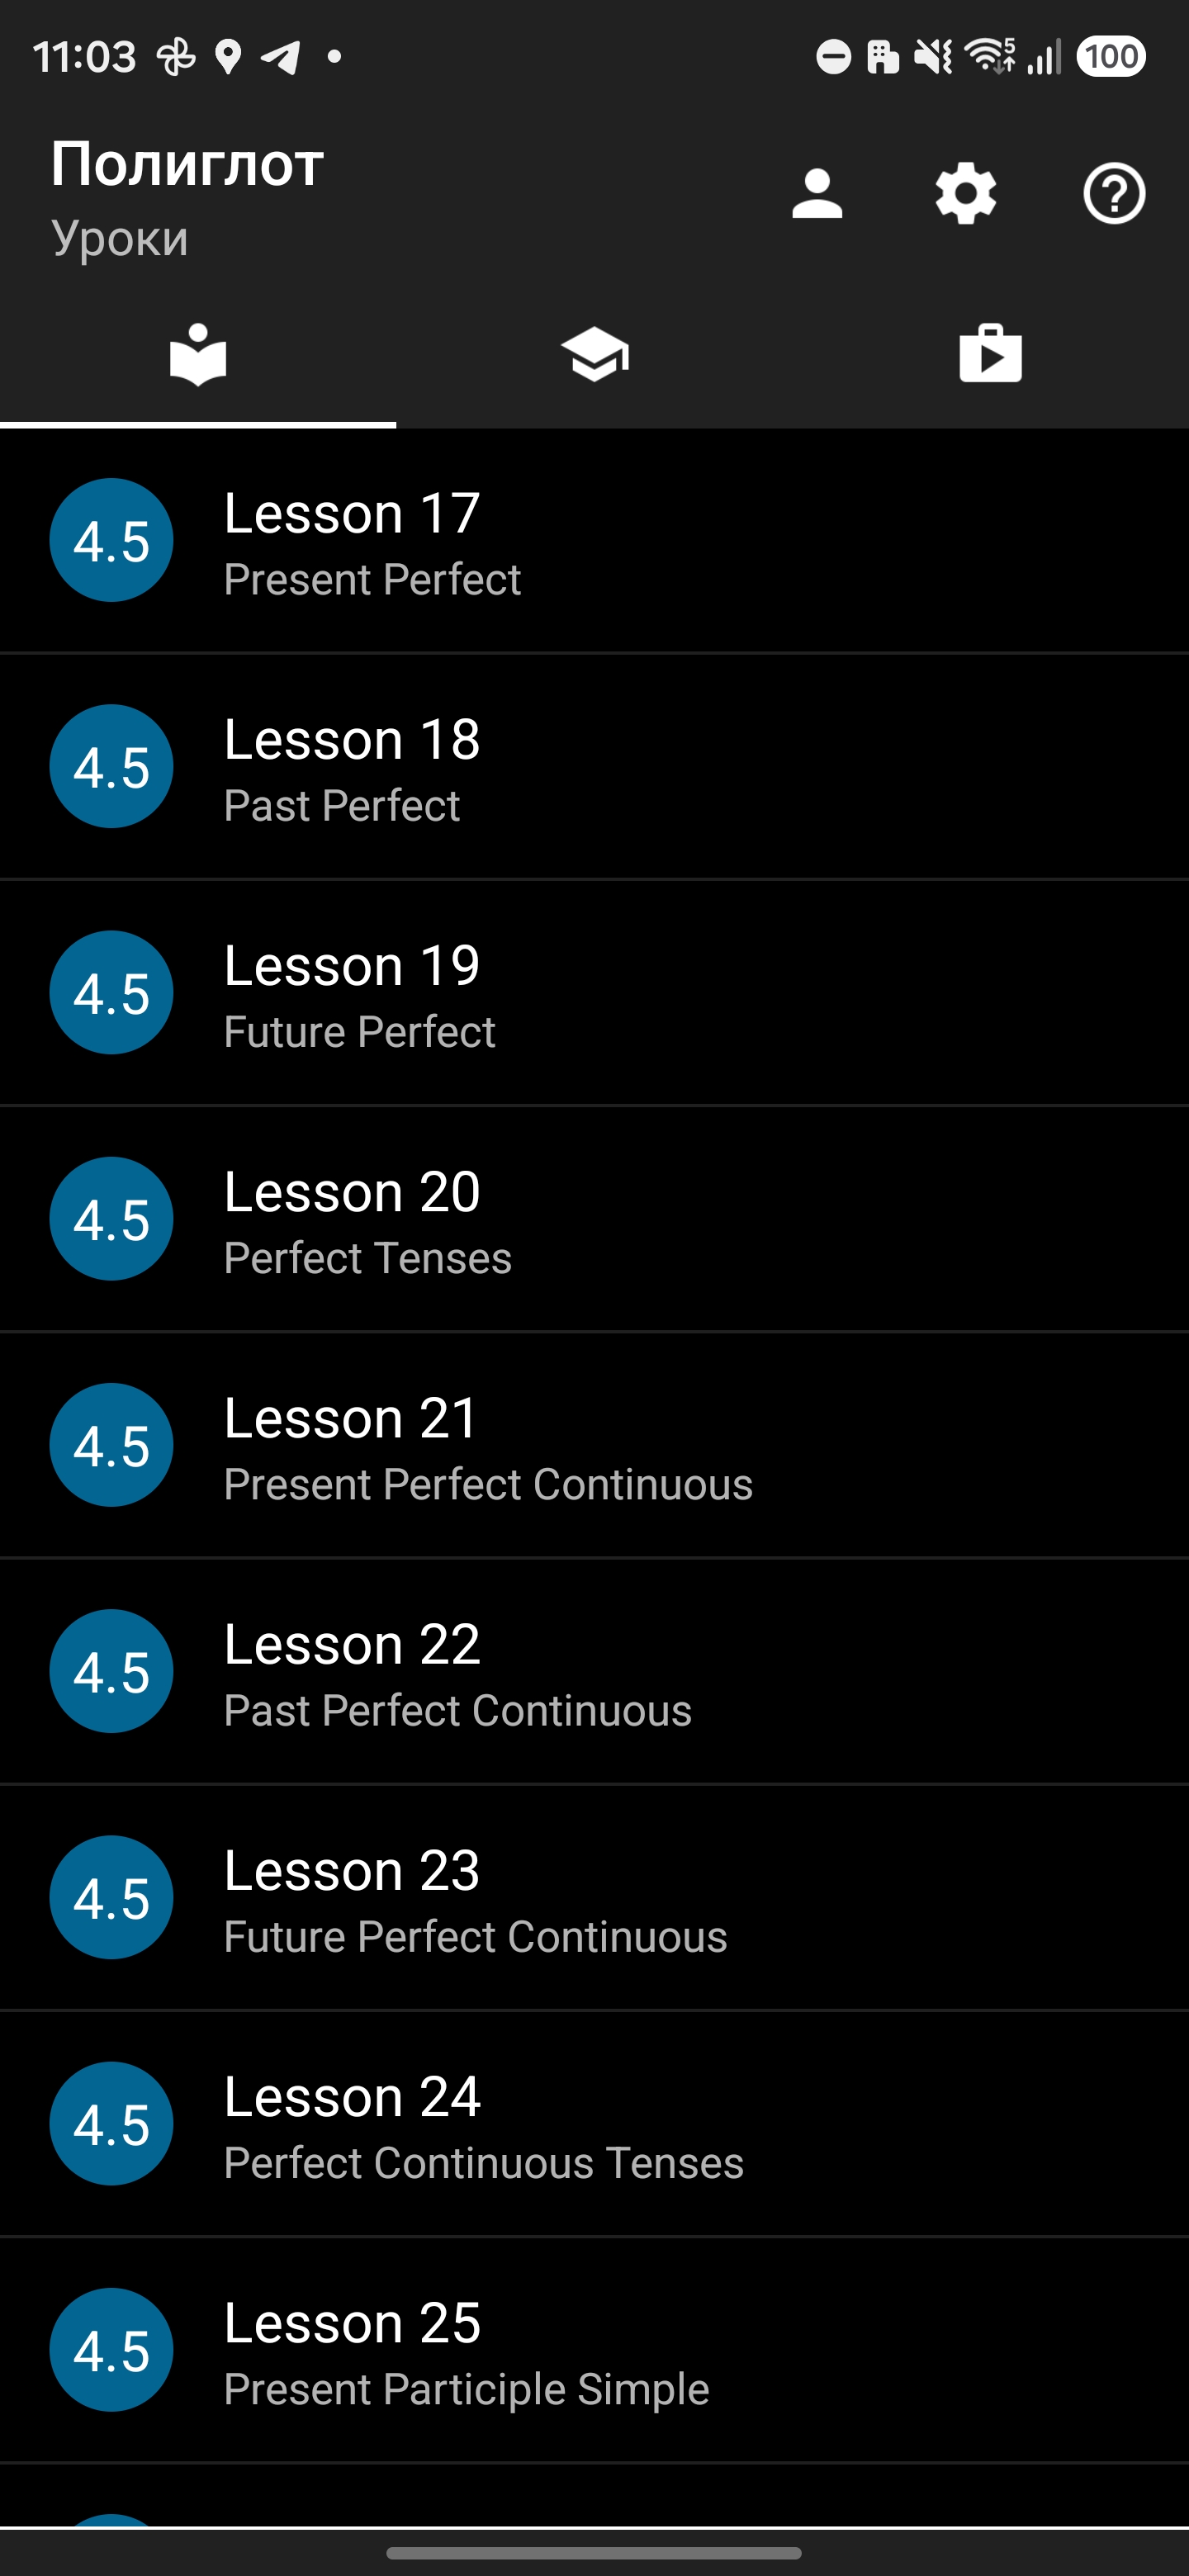 11:03
5
100
Полиглот
Уроки
4.5
Lesson 17
Present Perfect
4.5
Lesson 18
Past Perfect
4.5
Lesson 19
Future Perfect
4.5
Lesson 20
Perfect Tenses
4.5
Lesson 21
Present Perfect Continuous
4.5
Lesson 22
Past Perfect Continuous
4.5
Lesson 23
Future Perfect Continuous
4.5
Lesson 24
Perfect Continuous Tenses
4.5
Lesson 25
Present Participle Simple